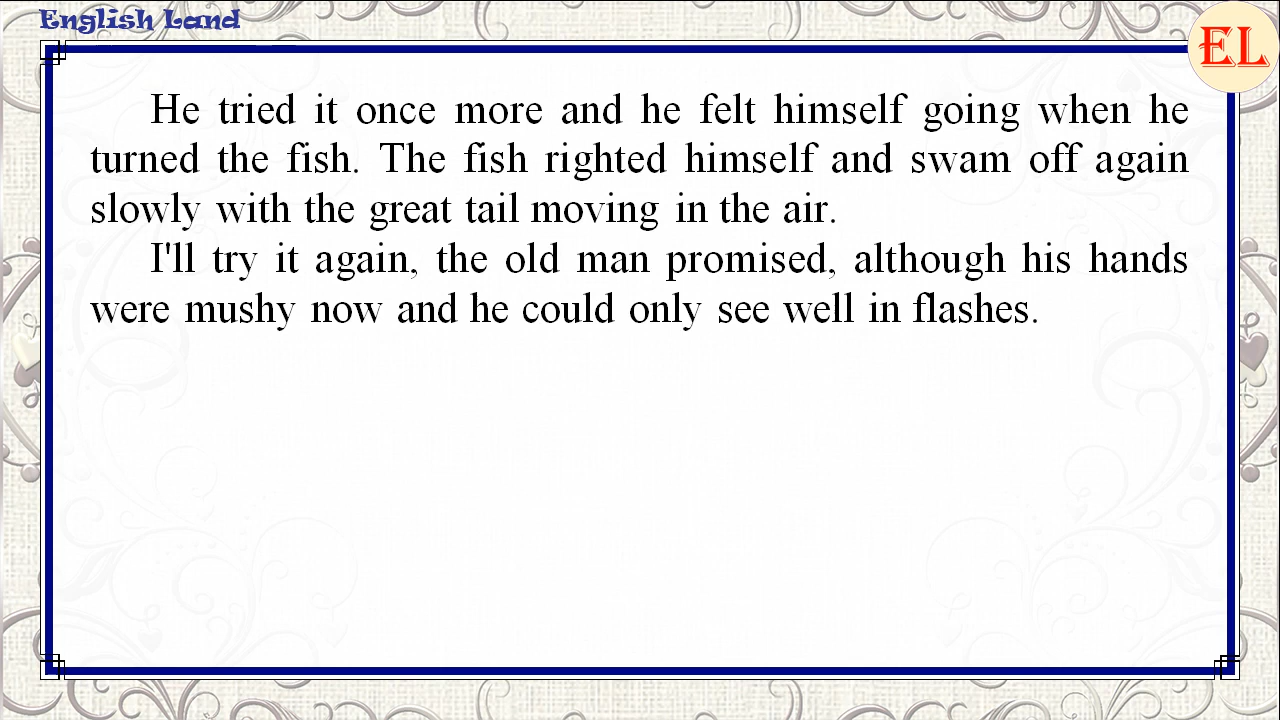 English Land
EL
He tried it once more and he felt himself going when he
turned the fish. The fish righted himself and swam off again
slowly with the great tail moving in the air.
I'll try it again, the old man promised, although his hands
were mushy now and he could only see well in flashes.